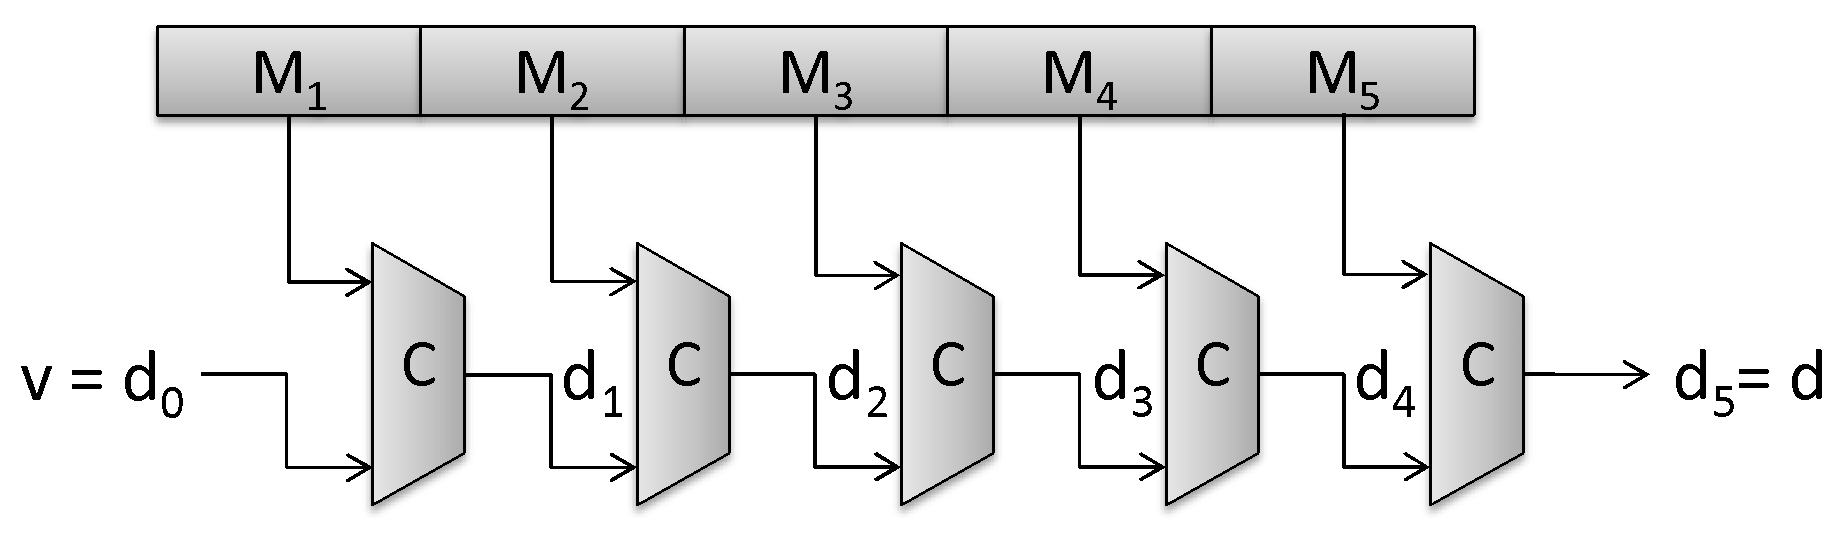 M₁ M₂ M₃ M₄ M₅
v = d₀ C d₁ C d₂ C d₃ C d₄ C d₅= d